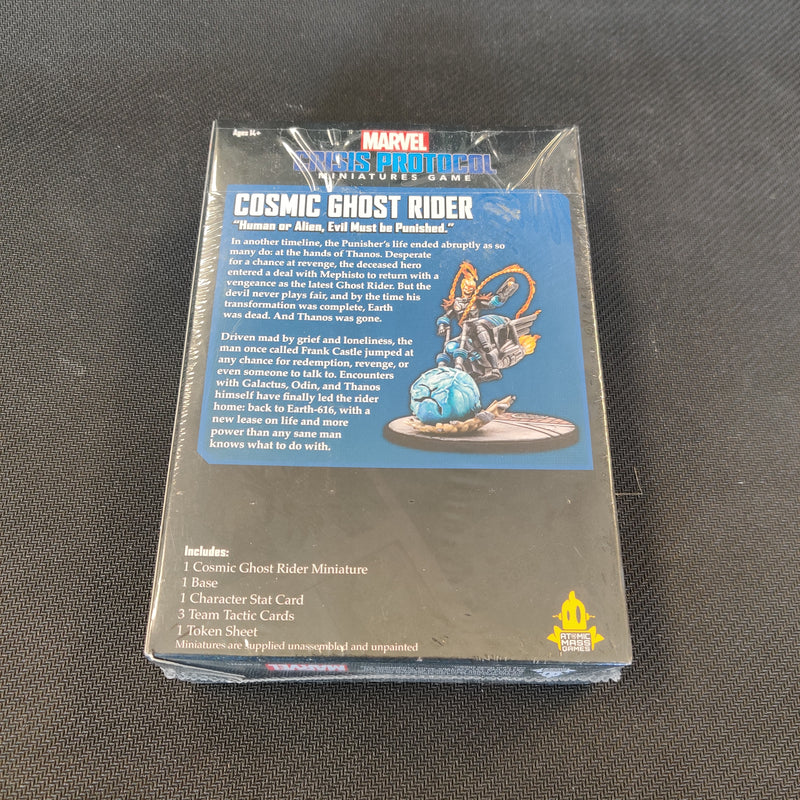 Ages 14+
MARVEL
CRISIS PROTOCOL
MINIATURES GAME
COSMIC GHOST RIDER
"Human or Alien, Evil Must be Punished."
In another timeline, the Punisher's life ended abruptly as so
many do: at the hands of Thanos. Desperate
for a chance at revenge, the deceased hero
entered a deal with Mephisto to return with a
vengeance as the latest Ghost Rider. But the
devil never plays fair, and by the time his
transformation was complete, Earth
was dead. And Thanos was gone.
Driven mad by grief and loneliness, the
man once called Frank Castle jumped at
any chance for redemption, revenge, or
even someone to talk to. Encounters
with Galactus, Odin, and Thanos
himself have finally led the rider
home: back to Earth-616, with a
new lease on life and more
power than any sane man
knows what to do with.
Includes:
1 Cosmic Ghost Rider Miniature
1 Base
1 Character Stat Card
3 Team Tactic Cards
1 Token Sheet
Miniatures are supplied unassembled and unpainted
ATOMIC
MASS
GAMES
MARVEL